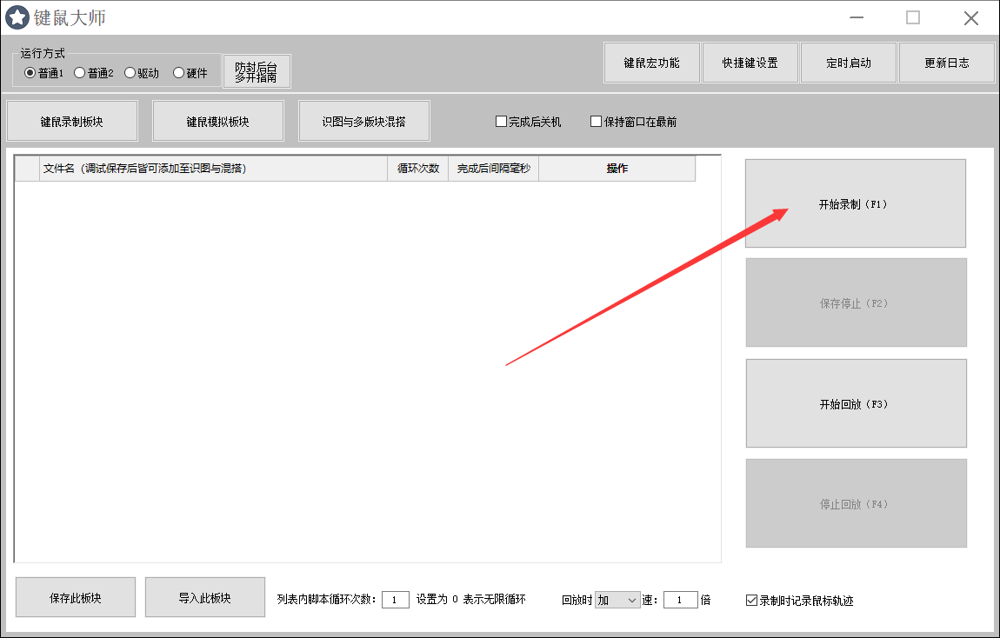 键鼠大师
运行方式
普通1 普通2 驱动 硬件
防封后台
多开指南
键鼠宏功能 快捷键设置 定时启动 更新日志
键鼠录制板块 键鼠模拟板块 识图与多版块混搭 完成后关机 保持窗口在最前
文件名（调试保存后皆可添加至识图与混搭） 循环次数 完成后间隔毫秒 操作
开始录制（F1）
保存停止（F2）
开始回放（F3）
停止回放（F4）
保存此板块 导入此板块 列表内脚本循环次数： 1 设置为 0 表示无限循环 回放时 加 速： 1 倍 录制时记录鼠标轨迹